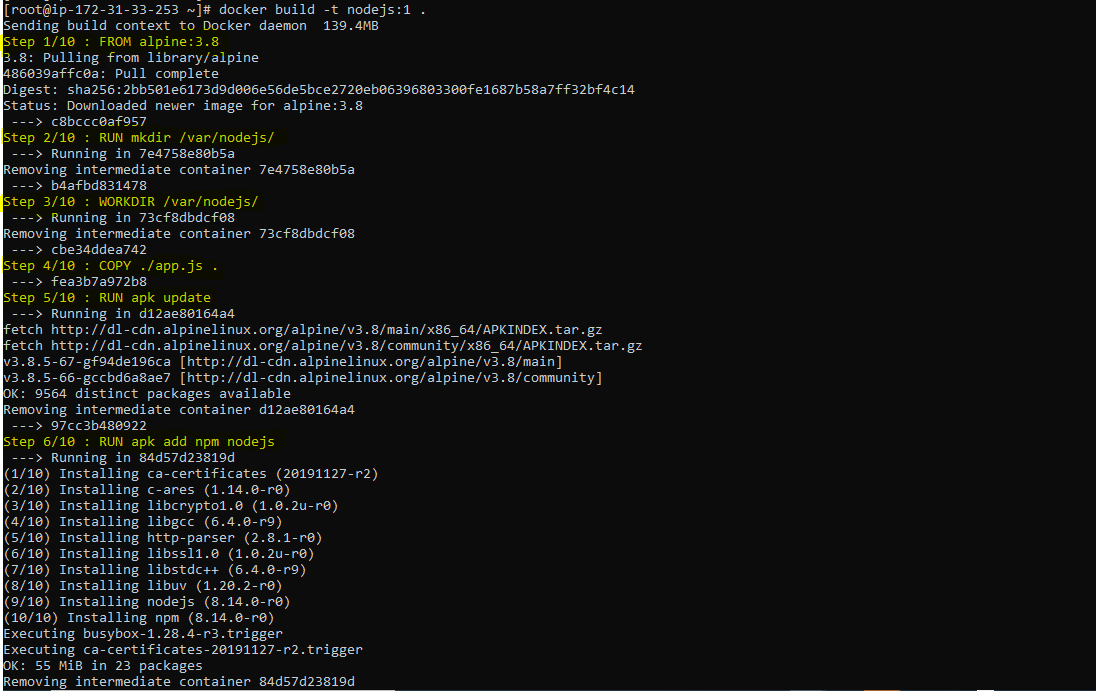 [root@ip-172-31-33-253 ~]# docker build -t nodejs:1 .
Sending build context to Docker daemon  139.4MB
Step 1/10 : FROM alpine:3.8
3.8: Pulling from library/alpine
486039affc0a: Pull complete
Digest: sha256:2bb501e6173d9d006e56de5bce2720eb06396803300fe1687b58a7ff32bf4c14
Status: Downloaded newer image for alpine:3.8
 ---> c8bccc0af957
Step 2/10 : RUN mkdir /var/nodejs/
 ---> Running in 7e4758e80b5a
Removing intermediate container 7e4758e80b5a
 ---> b4afbd831478
Step 3/10 : WORKDIR /var/nodejs/
 ---> Running in 73cf8dbdcf08
Removing intermediate container 73cf8dbdcf08
 ---> cbe34ddea742
Step 4/10 : COPY ./app.js .
 ---> fea3b7a972b8
Step 5/10 : RUN apk update
 ---> Running in d12ae80164a4
fetch http://dl-cdn.alpinelinux.org/alpine/v3.8/main/x86_64/APKINDEX.tar.gz
fetch http://dl-cdn.alpinelinux.org/alpine/v3.8/community/x86_64/APKINDEX.tar.gz
v3.8.5-67-gf94de196ca [http://dl-cdn.alpinelinux.org/alpine/v3.8/main]
v3.8.5-66-gccbd6a8ae7 [http://dl-cdn.alpinelinux.org/alpine/v3.8/community]
OK: 9564 distinct packages available
Removing intermediate container d12ae80164a4
 ---> 97cc3b480922
Step 6/10 : RUN apk add npm nodejs
 ---> Running in 84d57d23819d
(1/10) Installing ca-certificates (20191127-r2)
(2/10) Installing c-ares (1.14.0-r0)
(3/10) Installing libcrypto1.0 (1.0.2u-r0)
(4/10) Installing libgcc (6.4.0-r9)
(5/10) Installing http-parser (2.8.1-r0)
(6/10) Installing libssl1.0 (1.0.2u-r0)
(7/10) Installing libstdc++ (6.4.0-r9)
(8/10) Installing libuv (1.20.2-r0)
(9/10) Installing nodejs (8.14.0-r0)
(10/10) Installing npm (8.14.0-r0)
Executing busybox-1.28.4-r3.trigger
Executing ca-certificates-20191127-r2.trigger
OK: 55 MiB in 23 packages
Removing intermediate container 84d57d23819d